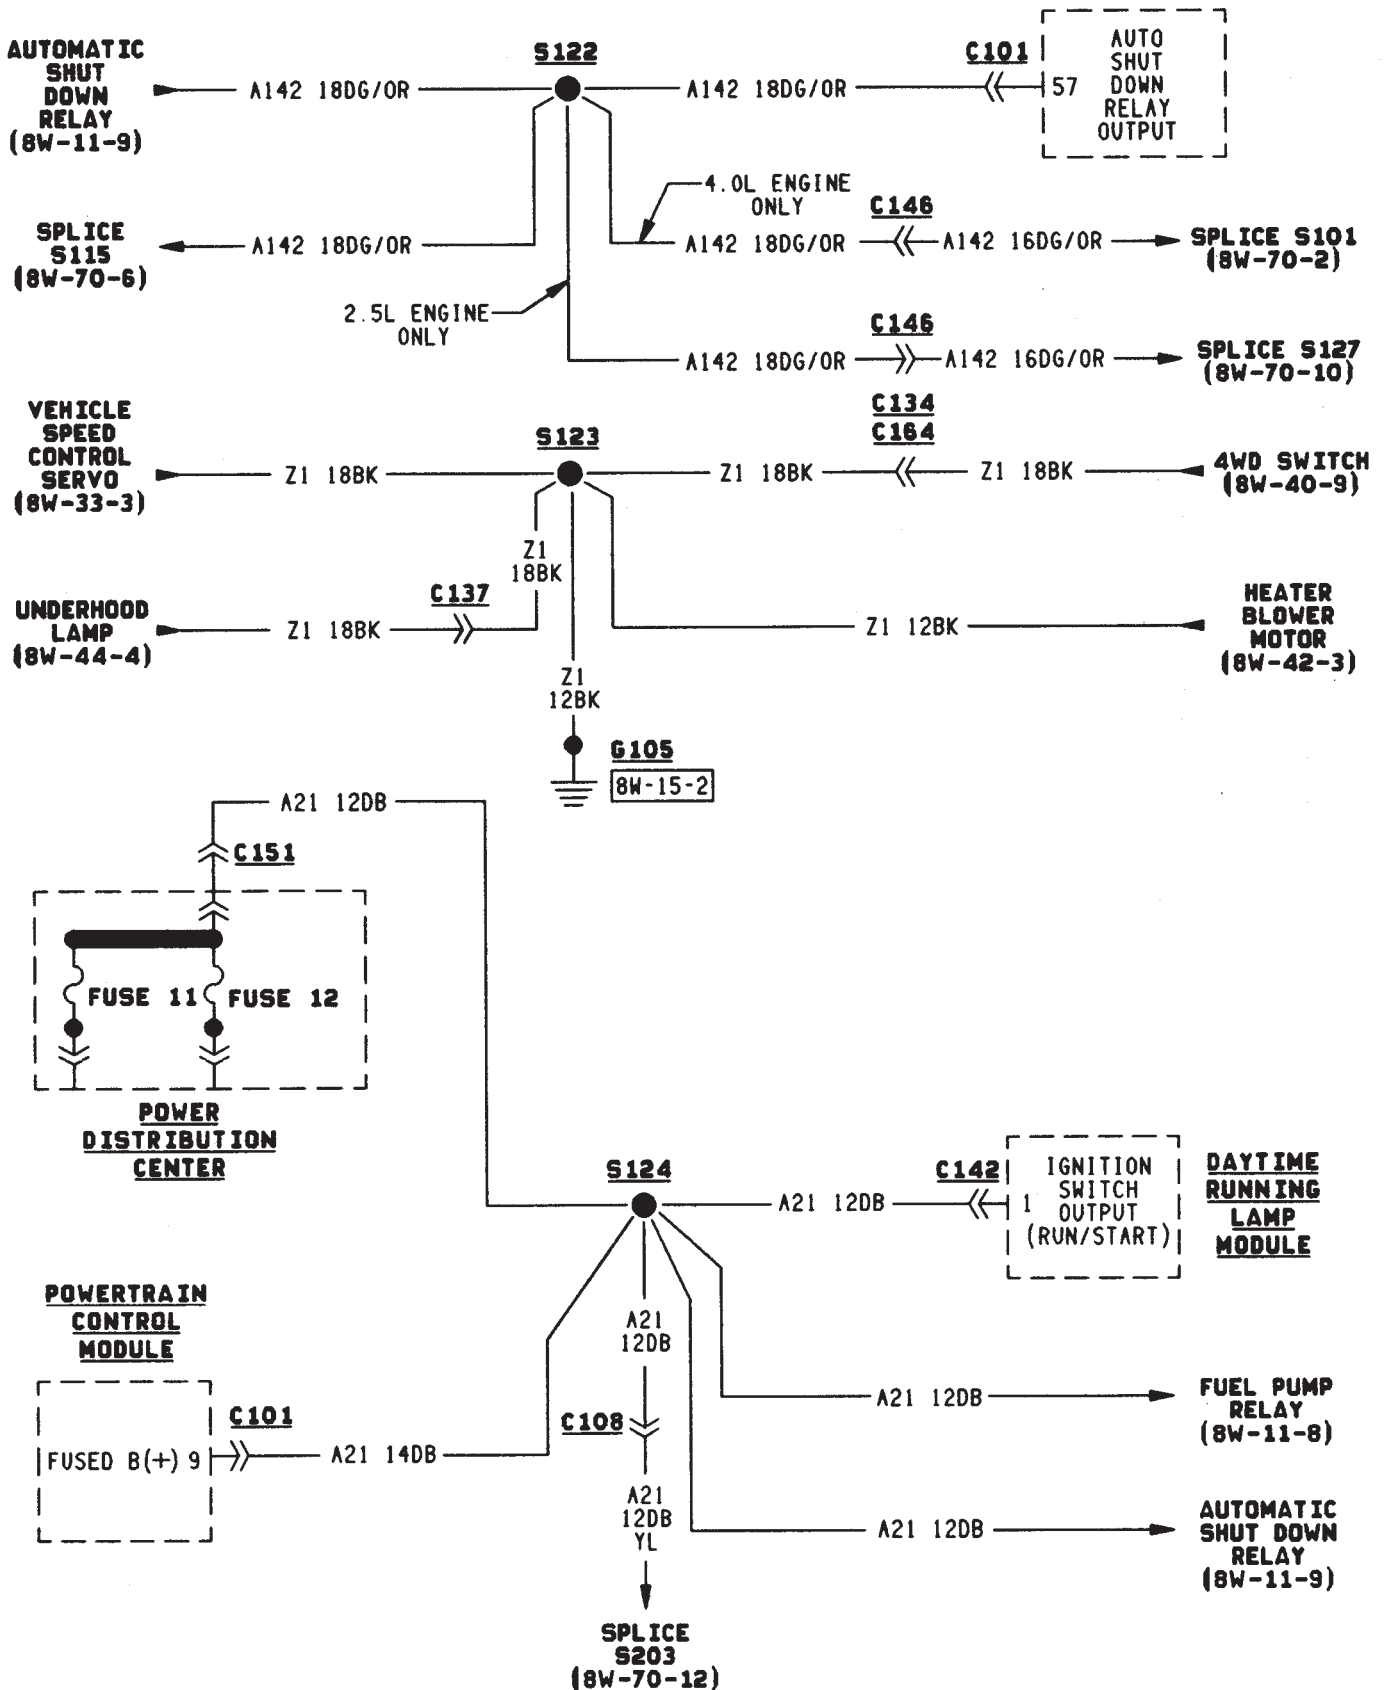 AUTOMATIC
SHUT
DOWN
RELAY
(8W-11-9)
A142 18DG/OR
S122
A142 18DG/OR
C101
57
AUTO
SHUT
DOWN
RELAY
OUTPUT
4.0L ENGINE
ONLY
SPLICE
S115
(8W-70-6)
A142 18DG/OR
A142 18DG/OR
C146
A142 16DG/OR
SPLICE S101
(8W-70-2)
2.5L ENGINE
ONLY
A142 18DG/OR
C146
A142 16DG/OR
SPLICE S127
(8W-70-10)
VEHICLE
SPEED
CONTROL
SERVO
(8W-33-3)
Z1 18BK
S123
Z1 18BK
C134
C164
Z1 18BK
4WD SWITCH
(8W-40-9)
Z1
18BK
UNDERHOOD
LAMP
(8W-44-4)
Z1 18BK
C137
Z1 12BK
HEATER
BLOWER
MOTOR
(8W-42-3)
Z1
12BK
G105
8W-15-2
A21 12DB
C151
FUSE 11
FUSE 12
POWER
DISTRIBUTION
CENTER
S124
A21 12DB
C142
1
IGNITION
SWITCH
OUTPUT
(RUN/START)
DAYTIME
RUNNING
LAMP
MODULE
POWERTRAIN
CONTROL
MODULE
FUSED B(+) 9
C101
A21 14DB
A21
12DB
C108
A21
12DB
YL
SPLICE
S203
(8W-70-12)
A21 12DB
FUEL PUMP
RELAY
(8W-11-8)
A21 12DB
AUTOMATIC
SHUT DOWN
RELAY
(8W-11-9)